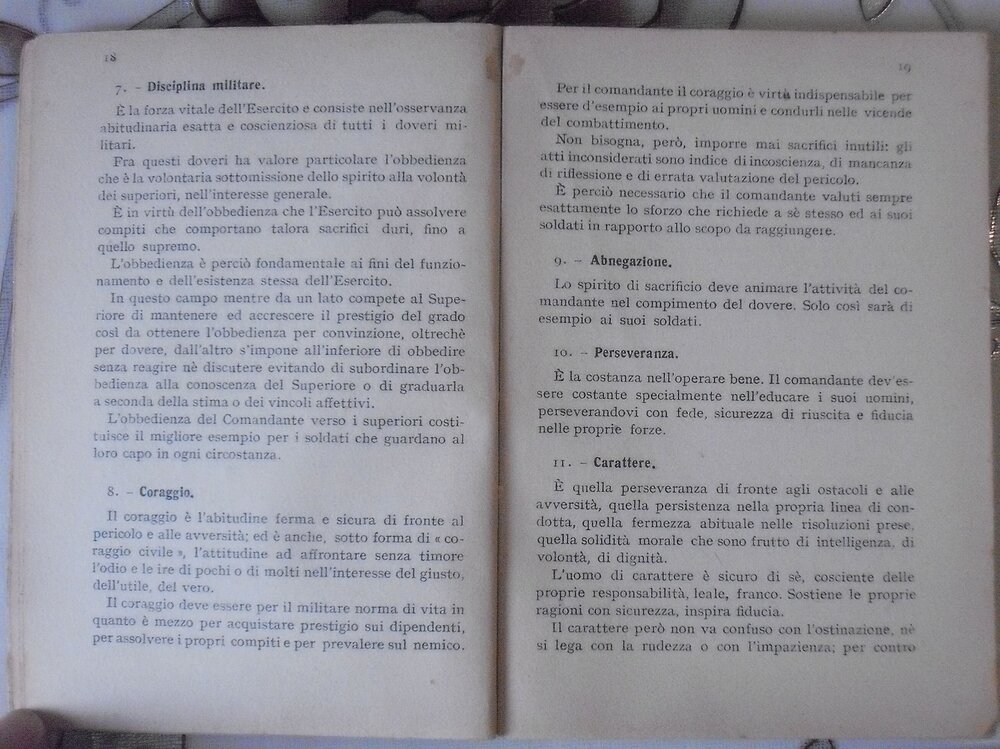 18
7. – Disciplina militare.
È la forza vitale dell'Esercito e consiste nell'osservanza
abitudinaria esatta e coscienziosa di tutti i doveri mi-
litari.
Fra questi doveri ha valore particolare l'obbedienza
che è la volontaria sottomissione dello spirito alla volontà
dei superiori, nell'interesse generale.
È in virtù dell'obbedienza che l'Esercito può assolvere
compiti che comportano talora sacrifici duri, fino a
quello supremo.
L'obbedienza è perciò fondamentale ai fini del funzio-
namento e dell'esistenza stessa dell'Esercito.
In questo campo mentre da un lato compete al Supe-
riore di mantenere ed accrescere il prestigio del grado
così da ottenere l'obbedienza per convinzione, oltrechè
per dovere, dall'altro s'impone all'inferiore di obbedire
senza reagire nè discutere evitando di subordinare l'ob-
bedienza alla conoscenza del Superiore o di graduarla
a seconda della stima o dei vincoli affettivi.
L'obbedienza del Comandante verso i superiori costi-
tuisce il migliore esempio per i soldati che guardano al
loro capo in ogni circostanza.
8. – Coraggio.
Il coraggio è l'abitudine ferma e sicura di fronte al
pericolo e alle avversità; ed è anche, sotto forma di « co-
raggio civile », l'attitudine ad affrontare senza timore
l'odio e le ire di pochi o di molti nell'interesse del giusto,
dell'utile, del vero.
Il coraggio deve essere per il militare norma di vita in
quanto è mezzo per acquistare prestigio sui dipendenti,
per assolvere i propri compiti e per prevalere sul nemico.
19
Per il comandante il coraggio è virtù indispensabile per
essere d'esempio ai propri uomini e condurli nelle vicende
del combattimento.
Non bisogna, però, imporre mai sacrifici inutili: gli
atti inconsiderati sono indice di incoscienza, di mancanza
di riflessione e di errata valutazione del pericolo.
È perciò necessario che il comandante valuti sempre
esattamente lo sforzo che richiede a sè stesso ed ai suoi
soldati in rapporto allo scopo da raggiungere.
9. – Abnegazione.
Lo spirito di sacrificio deve animare l'attività del co-
mandante nel compimento del dovere. Solo così sarà di
esempio ai suoi soldati.
10. – Perseveranza.
È la costanza nell'operare bene. Il comandante dev'es-
sere costante specialmente nell'educare i suoi uomini,
perseverandovi con fede, sicurezza di riuscita e fiducia
nelle proprie forze.
11. – Carattere.
È quella perseveranza di fronte agli ostacoli e alle
avversità, quella persistenza nella propria linea di con-
dotta, quella fermezza abituale nelle risoluzioni prese,
quella solidità morale che sono frutto di intelligenza, di
volontà, di dignità.
L'uomo di carattere è sicuro di sè, cosciente delle
proprie responsabilità, leale, franco. Sostiene le proprie
ragioni con sicurezza, inspira fiducia.
Il carattere però non va confuso con l'ostinazione, nè
si lega con la rudezza o con l'impazienza; per contro